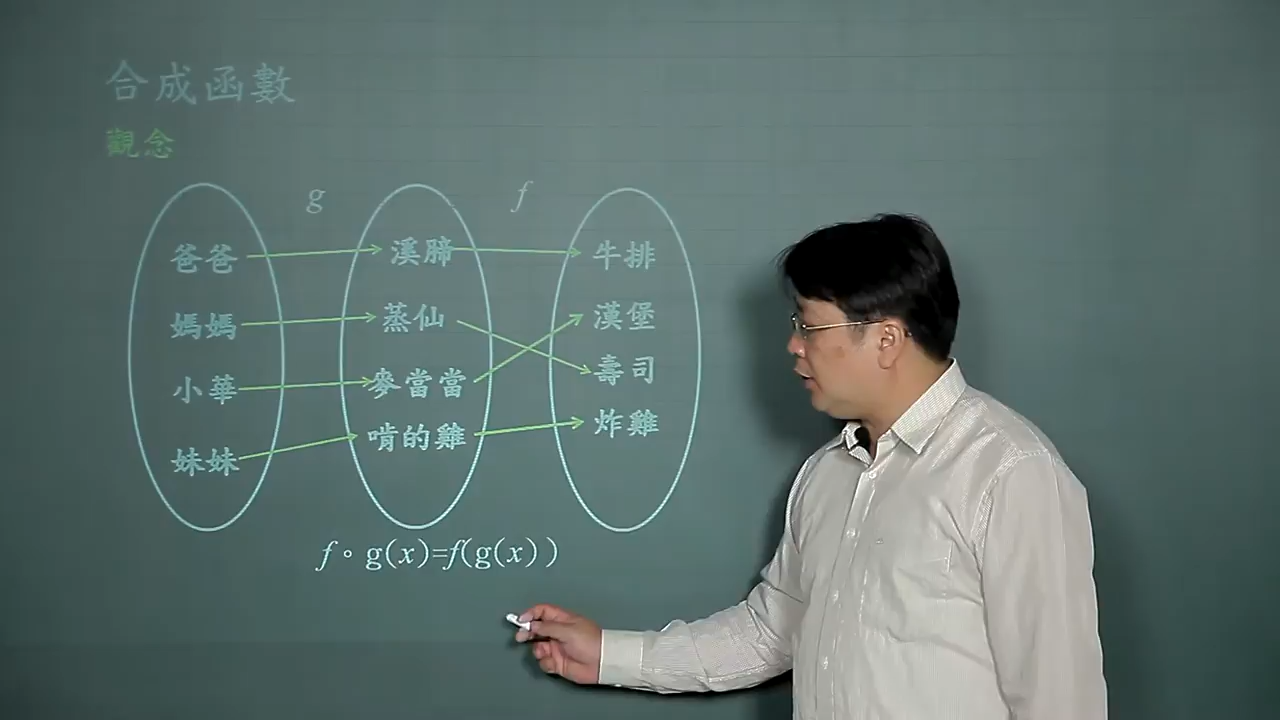 合成函數
觀念
g f
爸爸 溪蹄 牛排
媽媽 蒸仙 漢堡
小華 麥當當 壽司
妹妹 啃的雞 炸雞
f∘g(x)=f(g(x))